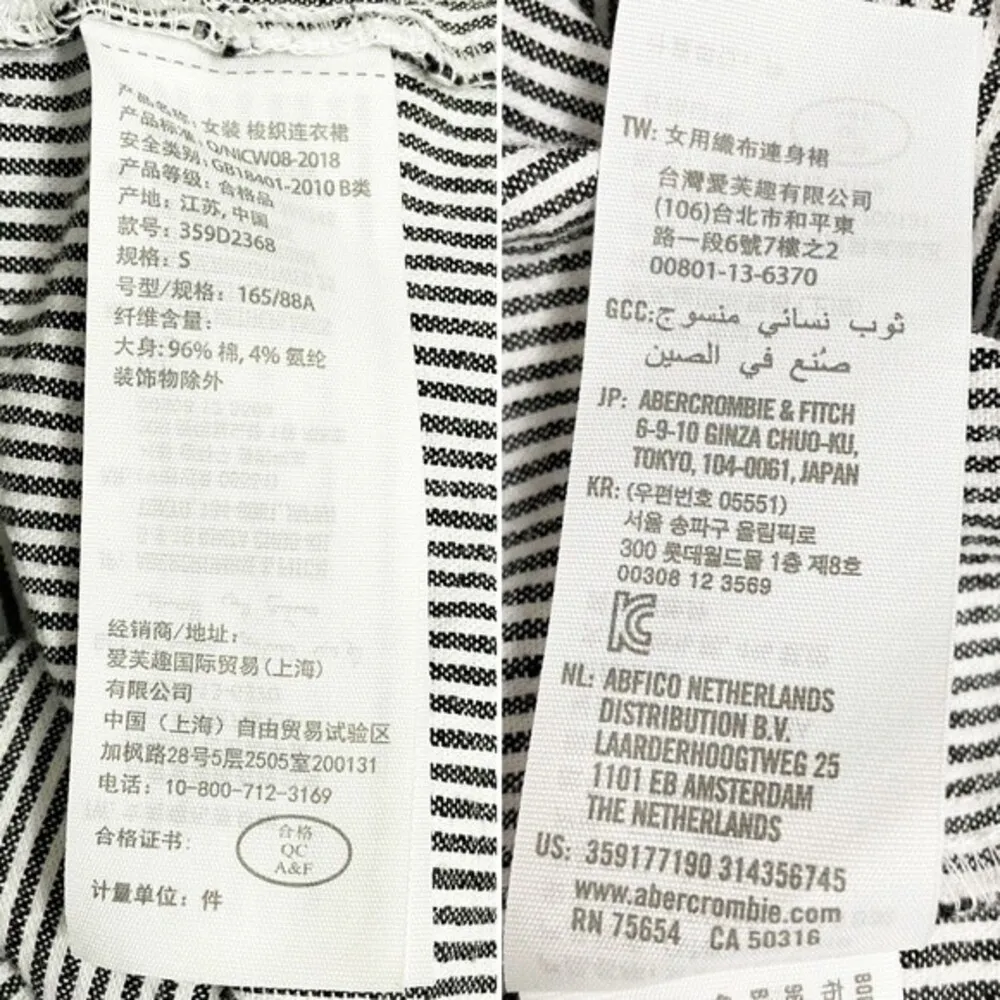 产品名称: 女装 梭织连衣裙
产品标准: Q/NICW08-2018
安全类别: GB18401-2010 B类
产品等级: 合格品
产地: 江苏, 中国
款号: 359D2368
规格: S
号型/规格: 165/88A
纤维含量:
大身: 96% 棉, 4% 氨纶
装饰物除外
经销商/地址:
爱芙趣国际贸易(上海)
有限公司
中国(上海)自由贸易试验区
加枫路28号5层2505室200131
电话: 10-800-712-3169
合格证书:
合格
QC
A&F
计量单位: 件
TW: 女用織布連身裙
台灣愛芙趣有限公司
(106)台北市和平東
路一段6號7樓之2
00801-13-6370
GCC: ثوب نسائي منسوج
صُنع في الصين
JP: ABERCROMBIE & FITCH
6-9-10 GINZA CHUO-KU,
TOKYO, 104-0061, JAPAN
KR: (우편번호 05551)
서울 송파구 올림픽로
300 롯데월드몰 1층 제8호
00308 12 3569
NL: ABFICO NETHERLANDS
DISTRIBUTION B.V.
LAARDERHOOGTWEG 25
1101 EB AMSTERDAM
THE NETHERLANDS
US: 359177190 314356745
www.abercrombie.com
RN 75654 CA 50316